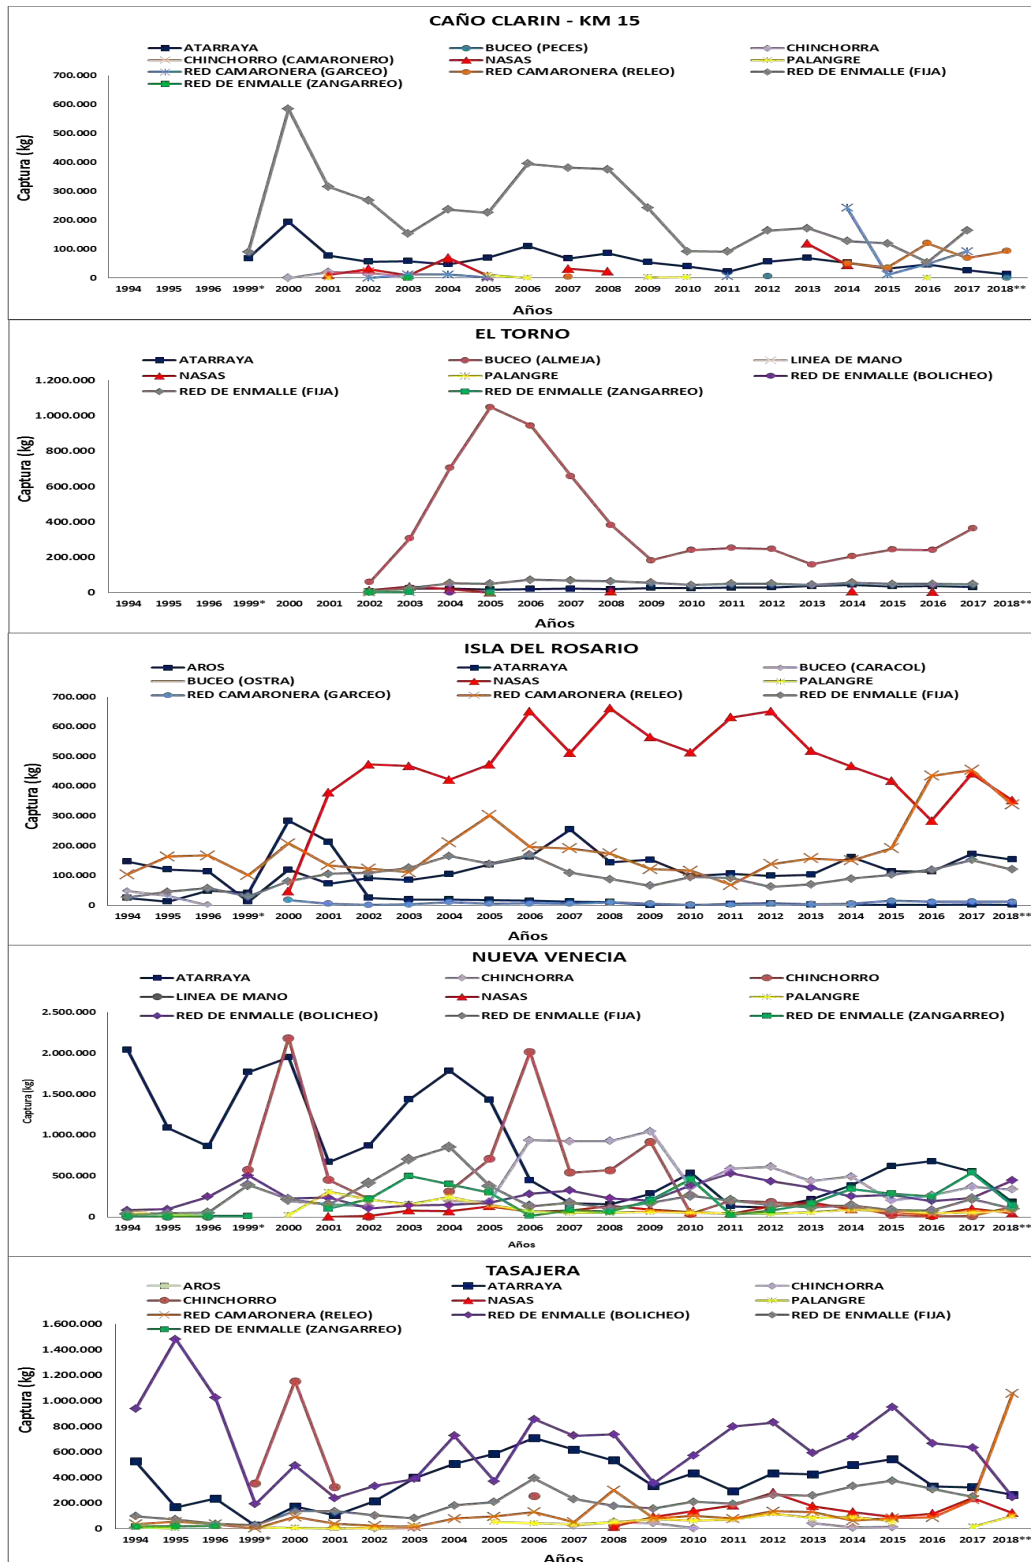 CAÑO CLARIN - KM 15
ATARRAYA BUCEO (PECES) CHINCHORRA
CHINCHORRO (CAMARONERO) NASAS PALANGRE
RED CAMARONERA (GARCEO) RED CAMARONERA (RELEO) RED DE ENMALLE (FIJA)
RED DE ENMALLE (ZANGARREO)
Captura (kg)
700.000
600.000
500.000
400.000
300.000
200.000
100.000
0
1994 1995 1996 1999* 2000 2001 2002 2003 2004 2005 2006 2007 2008 2009 2010 2011 2012 2013 2014 2015 2016 2017 2018**
Años
EL TORNO
ATARRAYA BUCEO (ALMEJA) LINEA DE MANO
NASAS PALANGRE RED DE ENMALLE (BOLICHEO)
RED DE ENMALLE (FIJA) RED DE ENMALLE (ZANGARREO)
Captura (kg)
1.200.000
1.000.000
800.000
600.000
400.000
200.000
0
1994 1995 1996 1999* 2000 2001 2002 2003 2004 2005 2006 2007 2008 2009 2010 2011 2012 2013 2014 2015 2016 2017 2018**
ISLA DEL ROSARIO
AROS ATARRAYA BUCEO (CARACOL)
BUCEO (OSTRA) NASAS PALANGRE
RED CAMARONERA (GARCEO) RED CAMARONERA (RELEO) RED DE ENMALLE (FIJA)
Captura (kg)
700.000
600.000
500.000
400.000
300.000
200.000
100.000
0
1994 1995 1996 1999* 2000 2001 2002 2003 2004 2005 2006 2007 2008 2009 2010 2011 2012 2013 2014 2015 2016 2017 2018**
Años
NUEVA VENECIA
ATARRAYA CHINCHORRA CHINCHORRO
LINEA DE MANO NASAS PALANGRE
RED DE ENMALLE (BOLICHEO) RED DE ENMALLE (FIJA) RED DE ENMALLE (ZANGARREO)
Captura (kg)
2.500.000
2.000.000
1.500.000
1.000.000
500.000
0
1994 1995 1996 1999* 2000 2001 2002 2003 2004 2005 2006 2007 2008 2009 2010 2011 2012 2013 2014 2015 2016 2017 2018**
Años
TASAJERA
AROS ATARRAYA CHINCHORRA
CHINCHORRO NASAS PALANGRE
RED CAMARONERA (RELEO) RED DE ENMALLE (BOLICHEO) RED DE ENMALLE (FIJA)
RED DE ENMALLE (ZANGARREO)
Captura (kg)
1.600.000
1.400.000
1.200.000
1.000.000
800.000
600.000
400.000
200.000
0
1994 1995 1996 1999* 2000 2001 2002 2003 2004 2005 2006 2007 2008 2009 2010 2011 2012 2013 2014 2015 2016 2017 2018**
Años